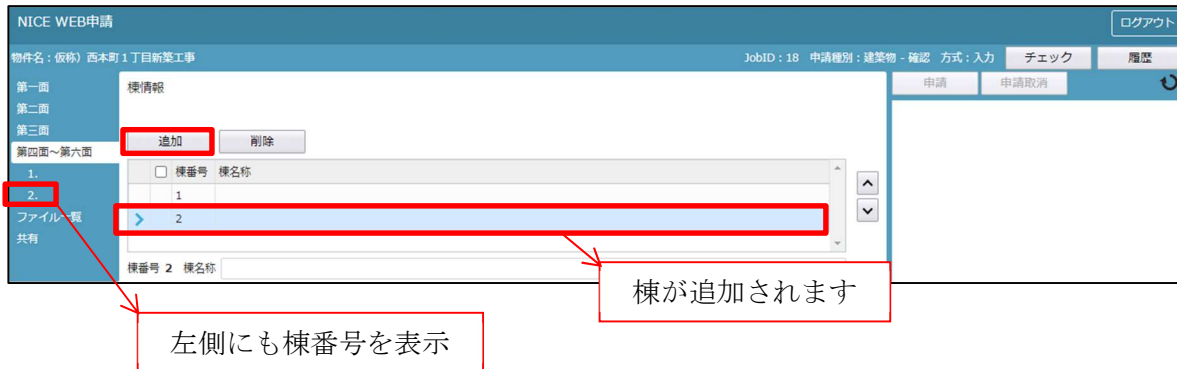 NICE WEB申請
ログアウト
物件名：仮称）西本町１丁目新築工事
JobID：18 申請種別：建築物 - 確認 方式：入力
チェック
履歴
第一面
第二面
第三面
第四面～第六面
1.
2.
ファイル一覧
共有
棟情報
追加
削除
棟番号 棟名称
1
2
棟番号 2 棟名称
申請
申請取消
棟が追加されます
左側にも棟番号を表示